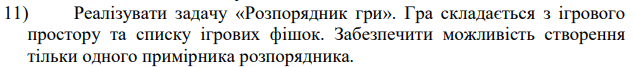 11) Реалізувати задачу «Розпорядник гри». Гра складається з ігрового
простору та списку ігрових фішок. Забезпечити можливість створення
тільки одного примірника розпорядника.